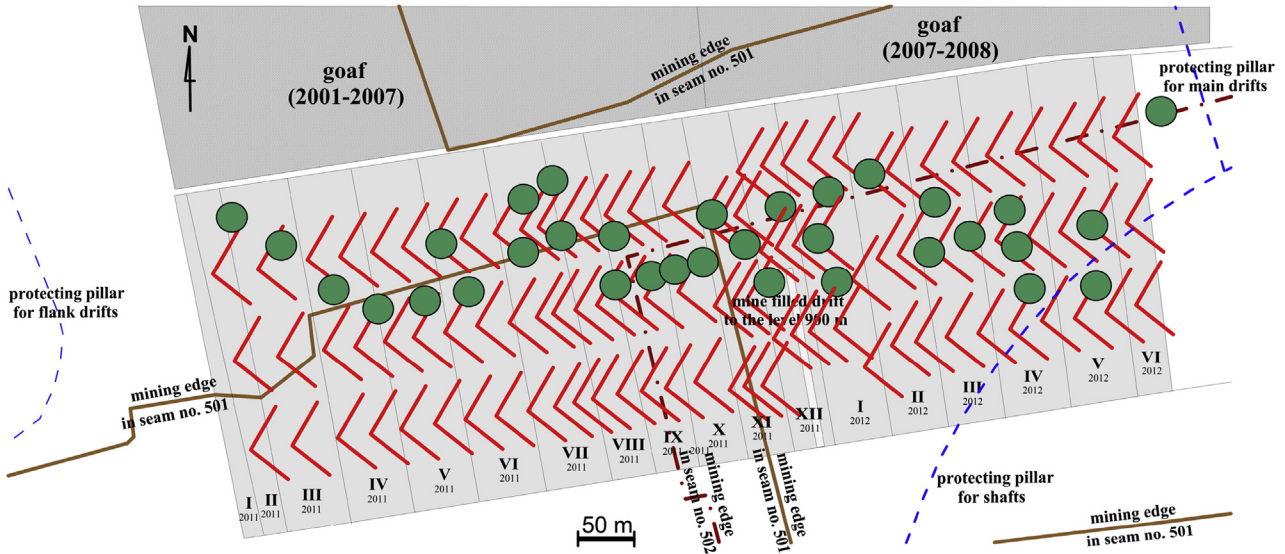 N
goaf
(2001-2007)
mining edge
in seam no. 501
goaf
(2007-2008)
protecting pillar
for main drifts
protecting pillar
for flank drifts
mining edge
in seam no. 501
mine filled drift
to the level 900 m
I
2011
II
2011
III
2011
IV
2011
V
2011
VI
2011
VII
2011
VIII
2011
IX
2011
X
2011
XI
2011
XII
2011
I
2012
II
2012
III
2012
IV
2012
V
2012
VI
2012
mining edge
in seam no. 502
mining edge
in seam no. 501
protecting pillar
for shafts
mining edge
in seam no. 501
50 m